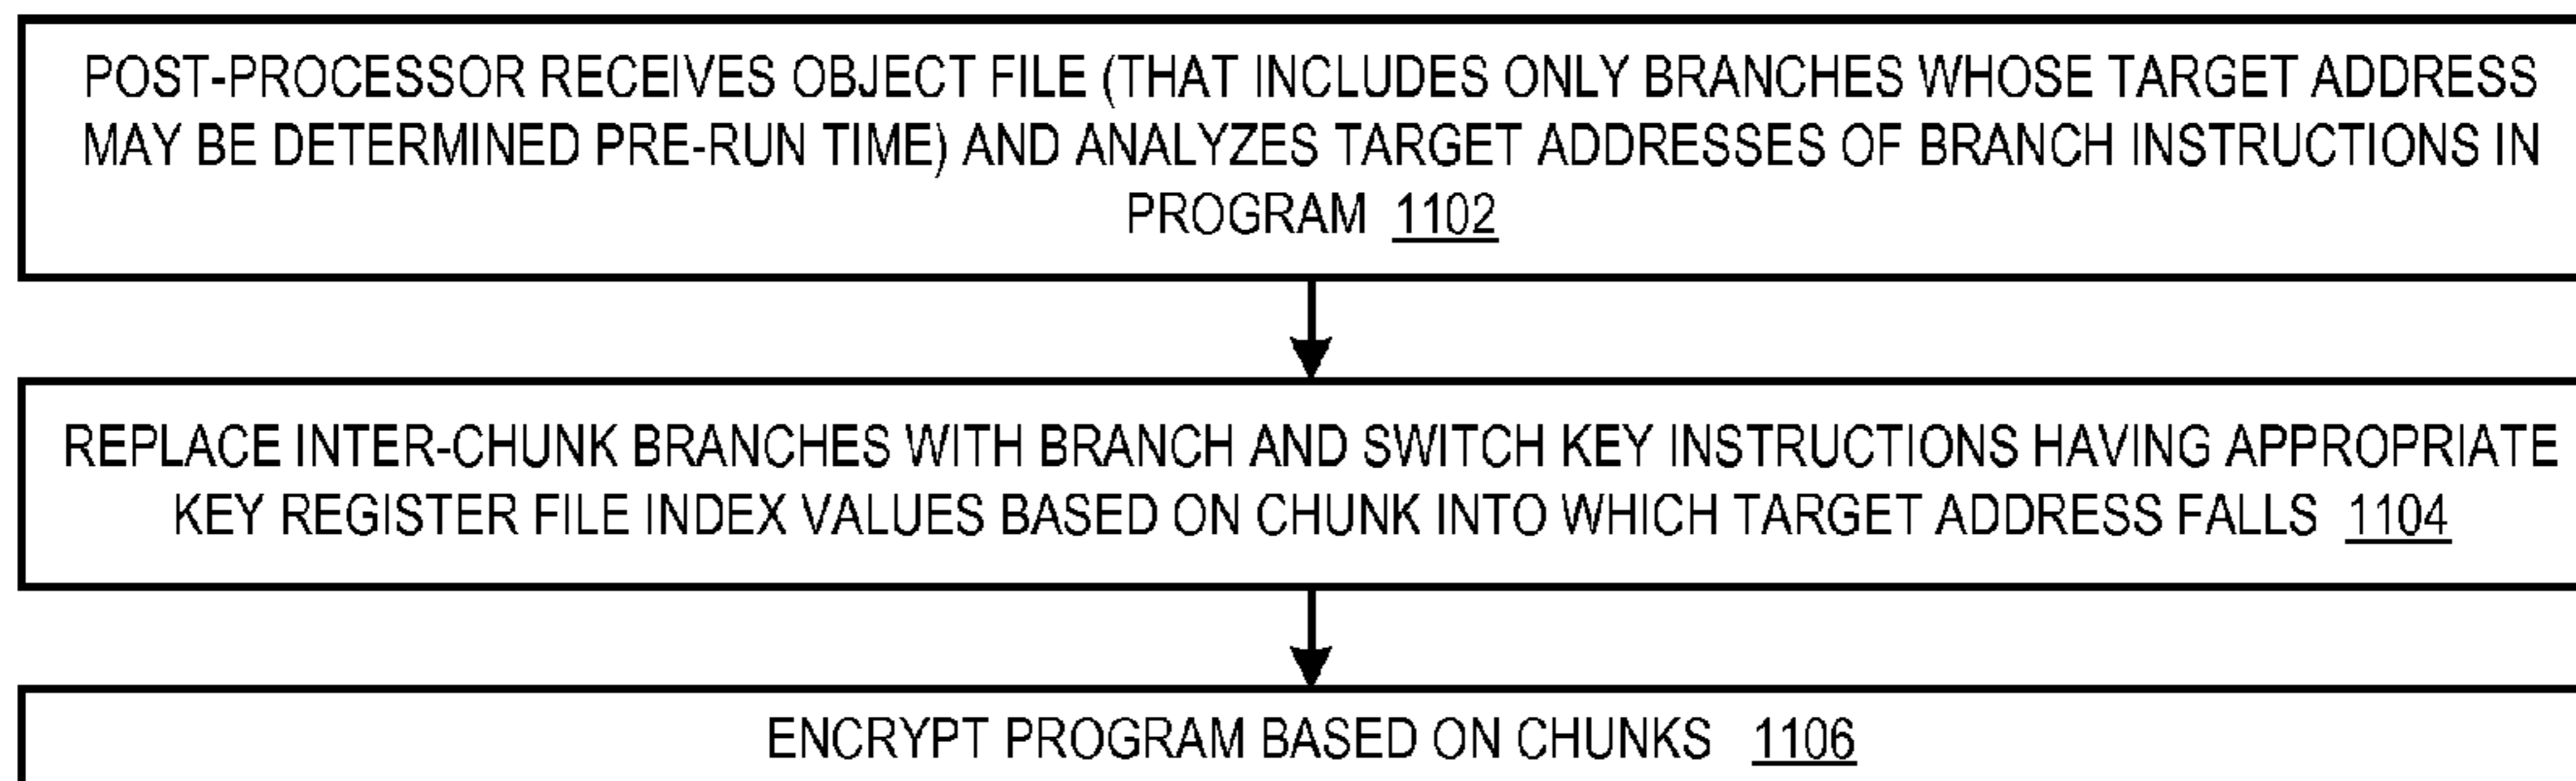 POST-PROCESSOR RECEIVES OBJECT FILE (THAT INCLUDES ONLY BRANCHES WHOSE TARGET ADDRESS
MAY BE DETERMINED PRE-RUN TIME) AND ANALYZES TARGET ADDRESSES OF BRANCH INSTRUCTIONS IN
PROGRAM 1102
REPLACE INTER-CHUNK BRANCHES WITH BRANCH AND SWITCH KEY INSTRUCTIONS HAVING APPROPRIATE
KEY REGISTER FILE INDEX VALUES BASED ON CHUNK INTO WHICH TARGET ADDRESS FALLS 1104
ENCRYPT PROGRAM BASED ON CHUNKS 1106